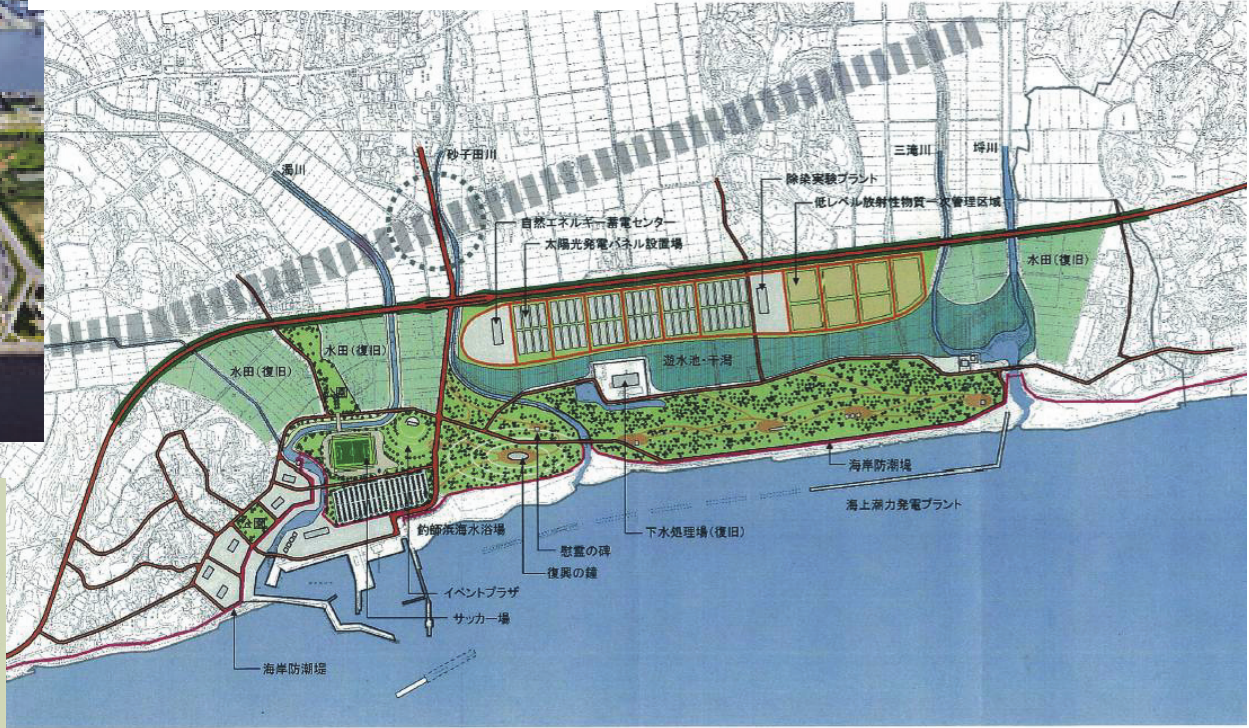 砂子田川
濁川
三滝川
埒川
除染実験プラント
低レベル放射性物質一次管理区域
自然エネルギー蓄電センター
太陽光発電パネル設置場
水田(復旧)
水田(復旧)
水田(復旧)
遊水池・干潟
公園
公園
海岸防潮堤
海上潮力発電プラント
釣師浜海水浴場
下水処理場(復旧)
慰霊の碑
復興の鐘
イベントプラザ
サッカー場
海岸防潮堤